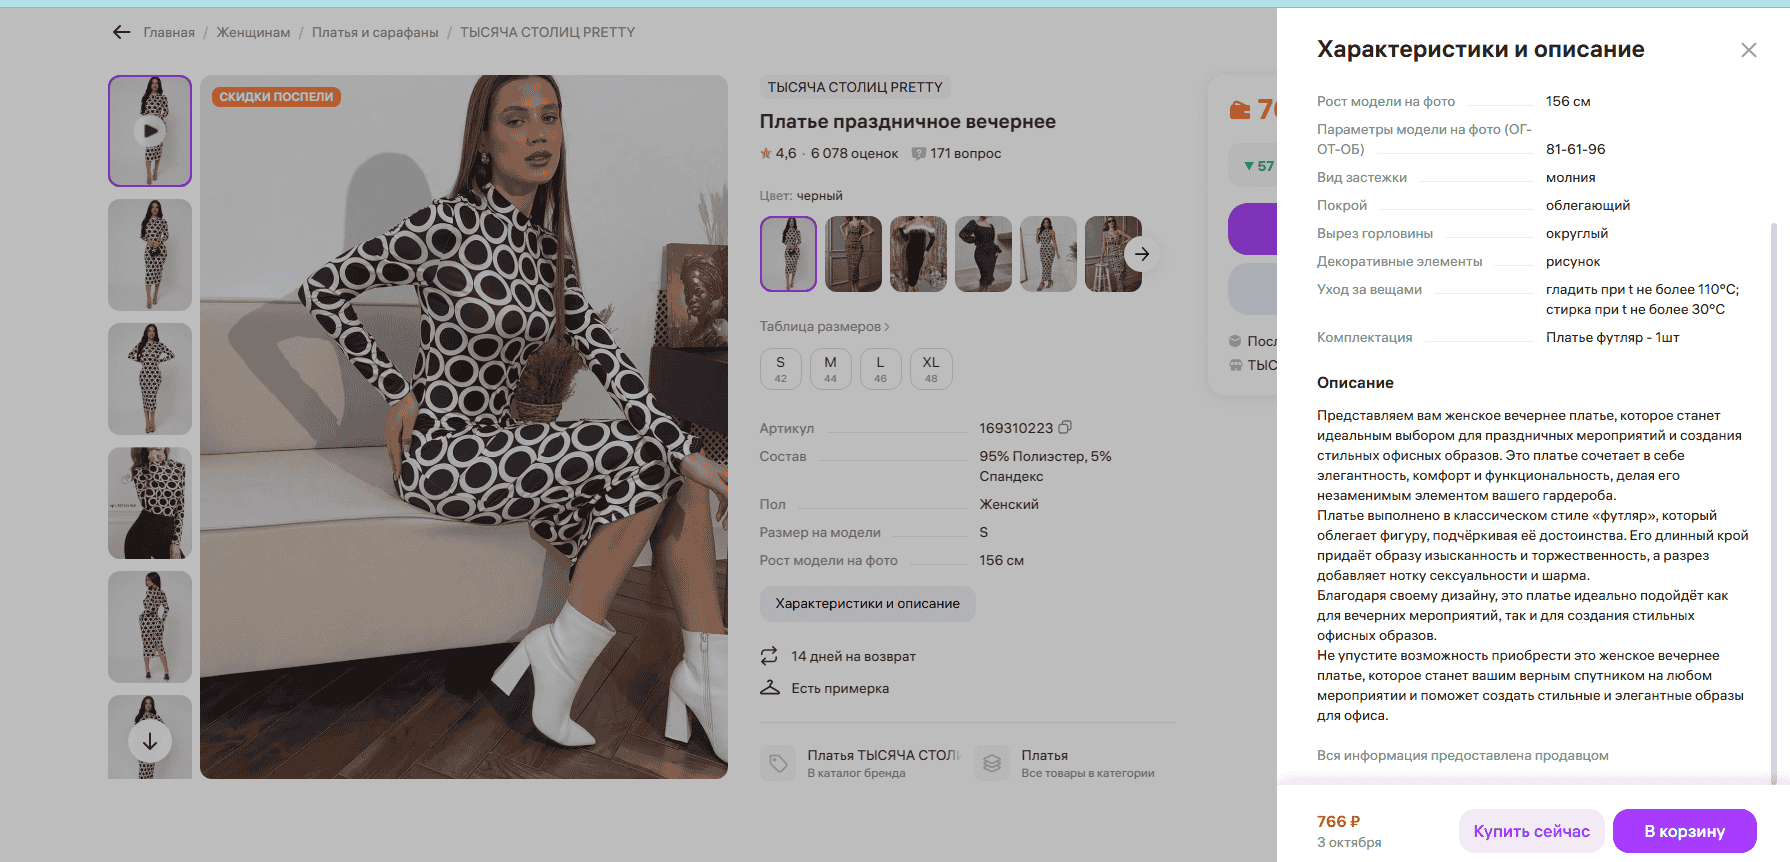 Главная / Женщинам / Платья и сарафаны / ТЫСЯЧА СТОЛИЦ PRETTY
СКИДКИ ПОСПЕЛИ
ТЫСЯЧА СТОЛИЦ PRETTY
Платье праздничное вечернее
4,6 · 6 078 оценок 171 вопрос
Цвет: черный
Таблица размеров
S M L XL
42 44 46 48
Артикул 169310223
Состав 95% Полиэстер, 5%
Спандекс
Пол Женский
Размер на модели S
Рост модели на фото 156 см
Характеристики и описание
14 дней на возврат
Есть примерка
Платья ТЫСЯЧА СТОЛИ
В каталог бренда
Платья
Все товары в категории
57
ТЫС
Характеристики и описание
Рост модели на фото 156 см
Параметры модели на фото (ОГ-
ОТ-ОБ) 81-61-96
Вид застежки молния
Покрой облегающий
Вырез горловины округлый
Декоративные элементы рисунок
Уход за вещами гладить при t не более 110°С;
стирка при t не более 30°С
Комплектация Платье футляр - 1шт
Описание
Представляем вам женское вечернее платье, которое станет
идеальным выбором для праздничных мероприятий и создания
стильных офисных образов. Это платье сочетает в себе
элегантность, комфорт и функциональность, делая его
незаменимым элементом вашего гардероба.
Платье выполнено в классическом стиле «футляр», который
облегает фигуру, подчёркивая её достоинства. Его длинный крой
придаёт образу изысканность и торжественность, а разрез
добавляет нотку сексуальности и шарма.
Благодаря своему дизайну, это платье идеально подойдёт как
для вечерних мероприятий, так и для создания стильных
офисных образов.
Не упустите возможность приобрести это женское вечернее
платье, которое станет вашим верным спутником на любом
мероприятии и поможет создать стильные и элегантные образы
для офиса.
Вся информация предоставлена продавцом
766 ₽
3 октября
Купить сейчас
В корзину